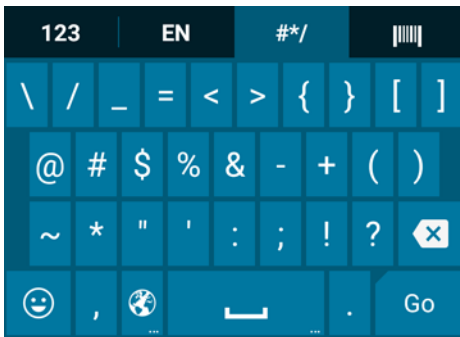 123 EN #*/
\ / _ = < > { } [ ]
@ # $ % & - + ( )
~ * " ' : ; ! ?
, ... ... . Go